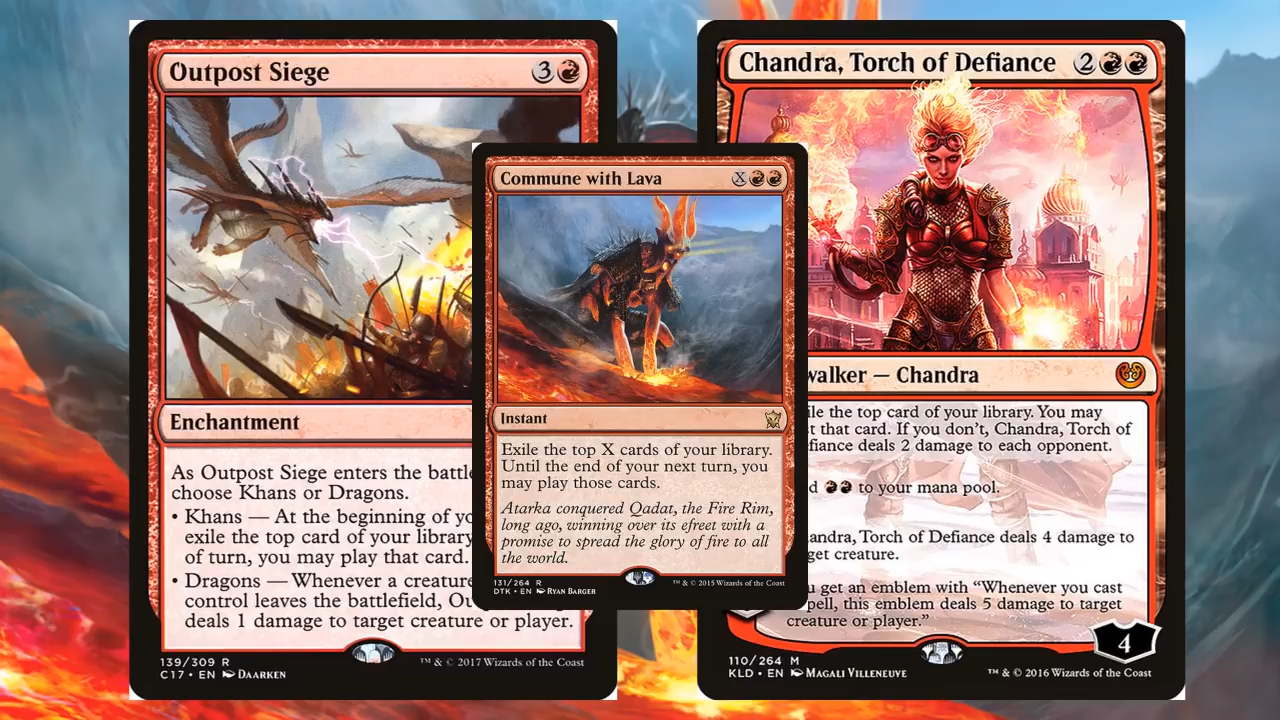 Outpost Siege
3
Enchantment
As Outpost Siege enters the
choose Khans or Dragons.
• Khans — At the beginning of
exile the top card of your library
of turn, you may play that card.
• Dragons — Whenever a creature
control leaves the battlefield,
deals 1 damage to target creature or player.
139/309 R
C17 • EN DAARKEN
™ & © 2017 Wizards of the Coast
Commune with Lava
X
Instant
Exile the top X cards of your library.
Until the end of your next turn, you
may play those cards.
Atarka conquered Qadat, the Fire Rim,
long ago, winning over its efreet with a
promise to spread the glory of fire to all
the world.
131/264 R
DTK • EN RYAN BARGER
™ & © 2015 Wizards of the Coast
Chandra, Torch of Defiance
2
— Chandra
the top card of your library. You may
that card. If you don't, Chandra, Torch of
deals 2 damage to each opponent.
to your mana pool.
Torch of Defiance deals 4 damage to
creature.
get an emblem with “Whenever you cast
this emblem deals 5 damage to target
creature or player.”
4
110/264 M
KLD • EN MAGALI VILLENEUVE
™ & © 2016 Wizards of the Coast